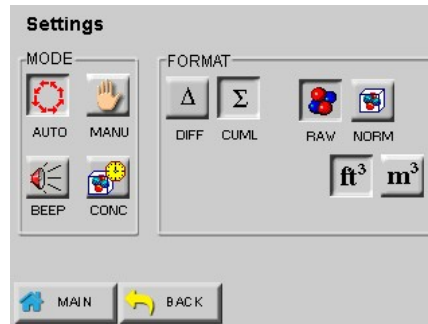 Settings
MODE
FORMAT
Δ
Σ
AUTO MANU
DIFF CUML
RAW NORM
ft³ m³
BEEP CONC
MAIN BACK